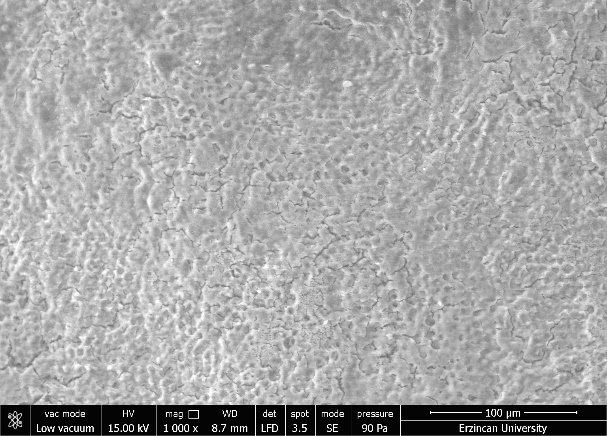 vac mode HV mag WD det spot mode pressure 100 µm
Low vacuum 15.00 kV 1 000 x 8.7 mm LFD 3.5 SE 90 Pa Erzincan University